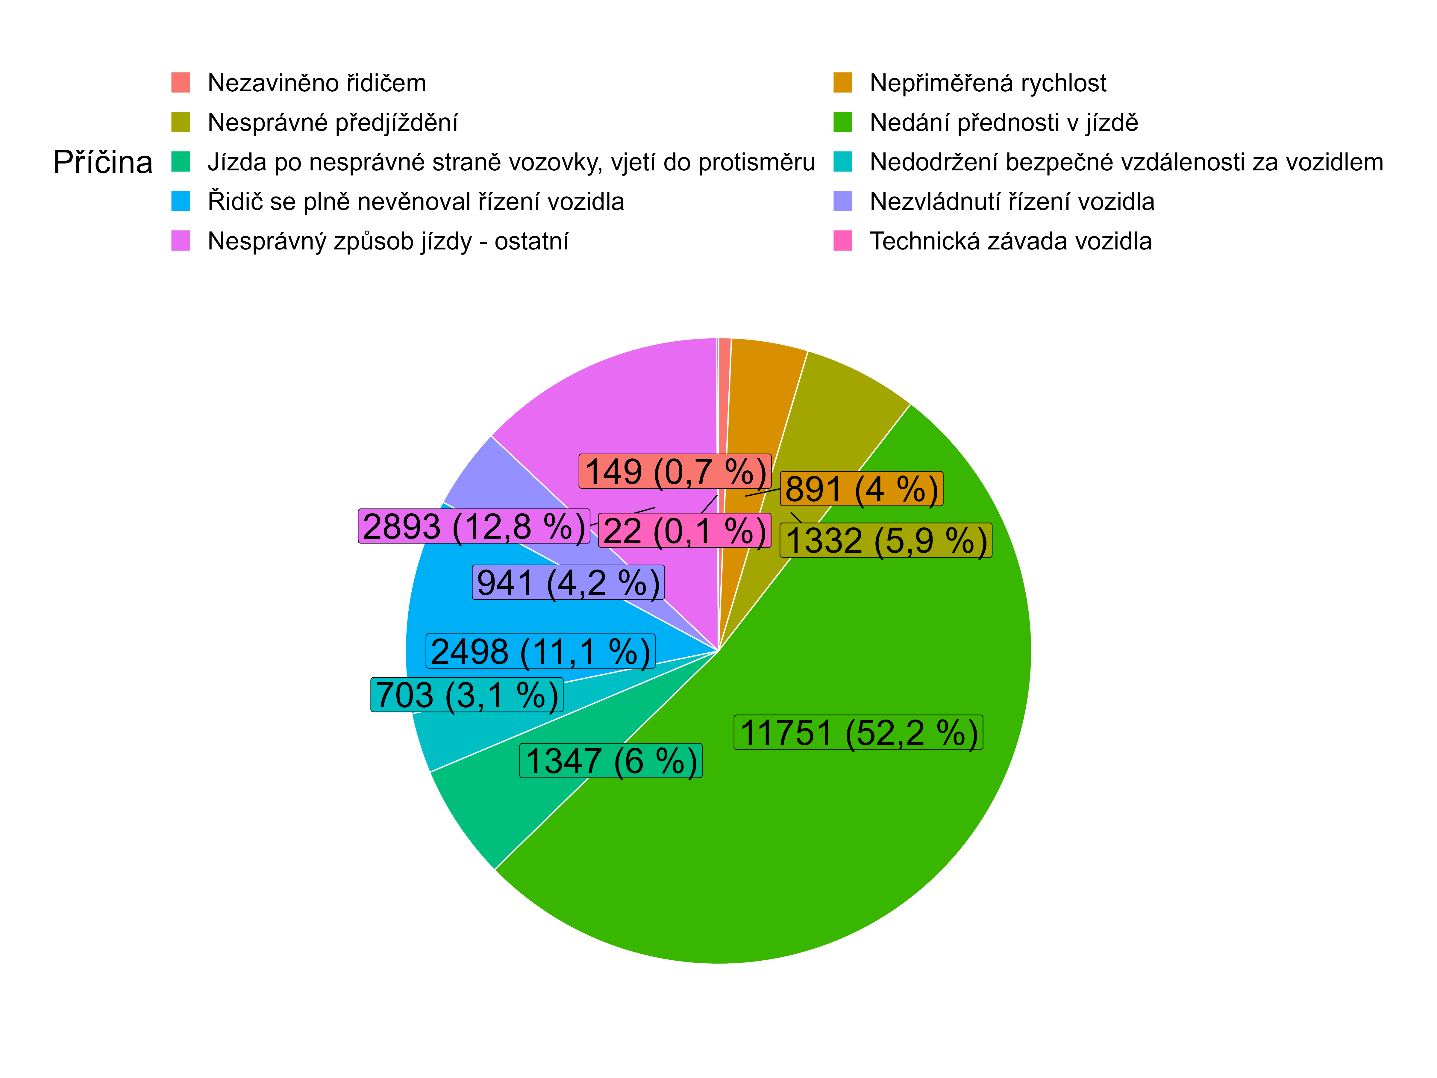 Příčina
Nezaviněno řidičem
Nepřiměřená rychlost
Nesprávné předjíždění
Nedání přednosti v jízdě
Jízda po nesprávné straně vozovky, vjetí do protisměru
Nedodržení bezpečné vzdálenosti za vozidlem
Řidič se plně nevěnoval řízení vozidla
Nezvládnutí řízení vozidla
Nesprávný způsob jízdy - ostatní
Technická závada vozidla
149 (0,7 %)
891 (4 %)
2893 (12,8 %)
22 (0,1 %)
1332 (5,9 %)
941 (4,2 %)
2498 (11,1 %)
703 (3,1 %)
11751 (52,2 %)
1347 (6 %)